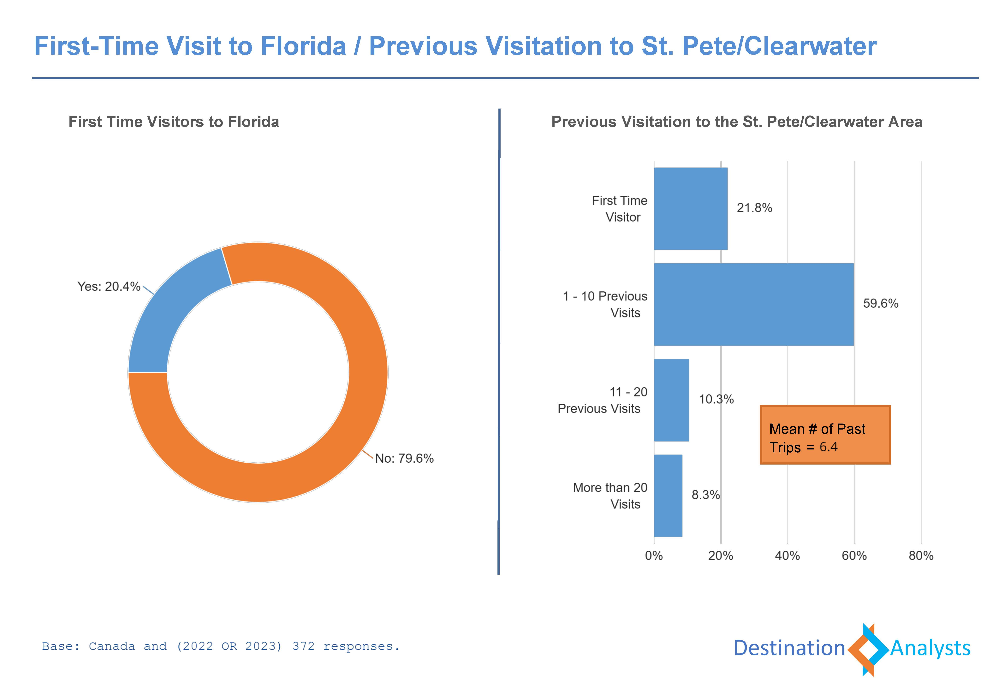 First-Time Visit to Florida / Previous Visitation to St. Pete/Clearwater
First Time Visitors to Florida
Yes: 20.4%
No: 79.6%
Previous Visitation to the St. Pete/Clearwater Area
First Time
Visitor
21.8%
1 - 10 Previous
Visits
59.6%
11 - 20
Previous Visits
10.3%
More than 20
Visits
8.3%
Mean # of Past
Trips = 6.4
0% 20% 40% 60% 80%
Base: Canada and (2022 OR 2023) 372 responses.
Destination Analysts